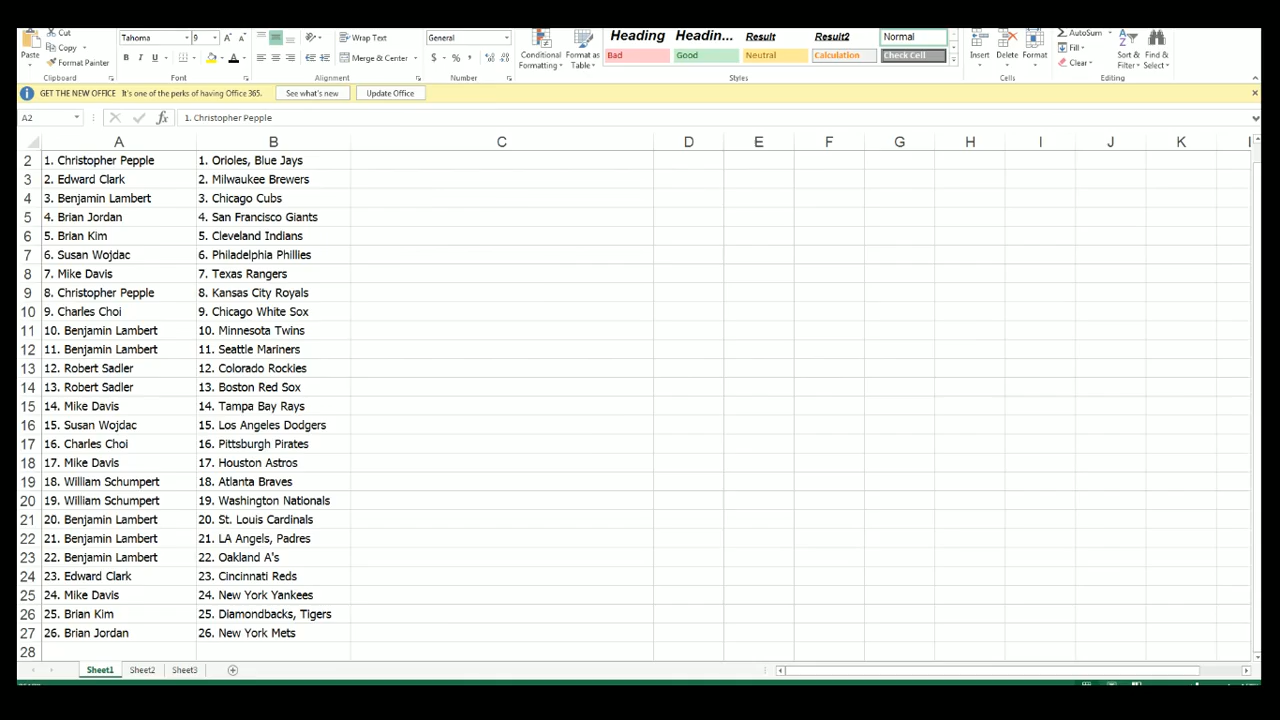 Cut
Copy
Paste
Format Painter
Clipboard
Tahoma
9
B I U
Font
Wrap Text
Merge & Center
Alignment
General
$ % ,
Number
Conditional Formatting
Format as Table
Heading Headin... Result Result2 Normal
Bad Good Neutral Calculation Check Cell
Styles
Insert Delete Format
Cells
AutoSum
Fill
Clear
Sort & Filter
Find & Select
Editing
GET THE NEW OFFICE It's one of the perks of having Office 365. See what's new Update Office
A2 fx 1. Christopher Pepple
A B C D E F G H I J K
2 1. Christopher Pepple 1. Orioles, Blue Jays
3 2. Edward Clark 2. Milwaukee Brewers
4 3. Benjamin Lambert 3. Chicago Cubs
5 4. Brian Jordan 4. San Francisco Giants
6 5. Brian Kim 5. Cleveland Indians
7 6. Susan Wojdac 6. Philadelphia Phillies
8 7. Mike Davis 7. Texas Rangers
9 8. Christopher Pepple 8. Kansas City Royals
10 9. Charles Choi 9. Chicago White Sox
11 10. Benjamin Lambert 10. Minnesota Twins
12 11. Benjamin Lambert 11. Seattle Mariners
13 12. Robert Sadler 12. Colorado Rockies
14 13. Robert Sadler 13. Boston Red Sox
15 14. Mike Davis 14. Tampa Bay Rays
16 15. Susan Wojdac 15. Los Angeles Dodgers
17 16. Charles Choi 16. Pittsburgh Pirates
18 17. Mike Davis 17. Houston Astros
19 18. William Schumpert 18. Atlanta Braves
20 19. William Schumpert 19. Washington Nationals
21 20. Benjamin Lambert 20. St. Louis Cardinals
22 21. Benjamin Lambert 21. LA Angels, Padres
23 22. Benjamin Lambert 22. Oakland A's
24 23. Edward Clark 23. Cincinnati Reds
25 24. Mike Davis 24. New York Yankees
26 25. Brian Kim 25. Diamondbacks, Tigers
27 26. Brian Jordan 26. New York Mets
28
Sheet1 Sheet2 Sheet3